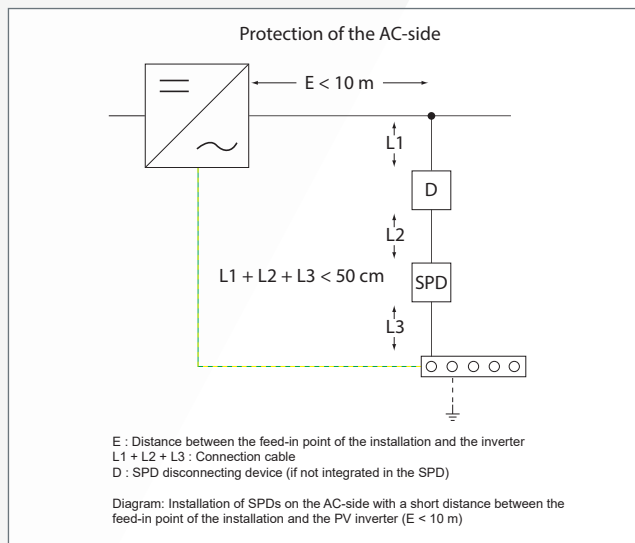 Protection of the AC-side
E < 10 m
L1
D
L2
L1 + L2 + L3 < 50 cm
SPD
L3
E : Distance between the feed-in point of the installation and the inverter
L1 + L2 + L3 : Connection cable
D : SPD disconnecting device (if not integrated in the SPD)
Diagram: Installation of SPDs on the AC-side with a short distance between the
feed-in point of the installation and the PV inverter (E < 10 m)